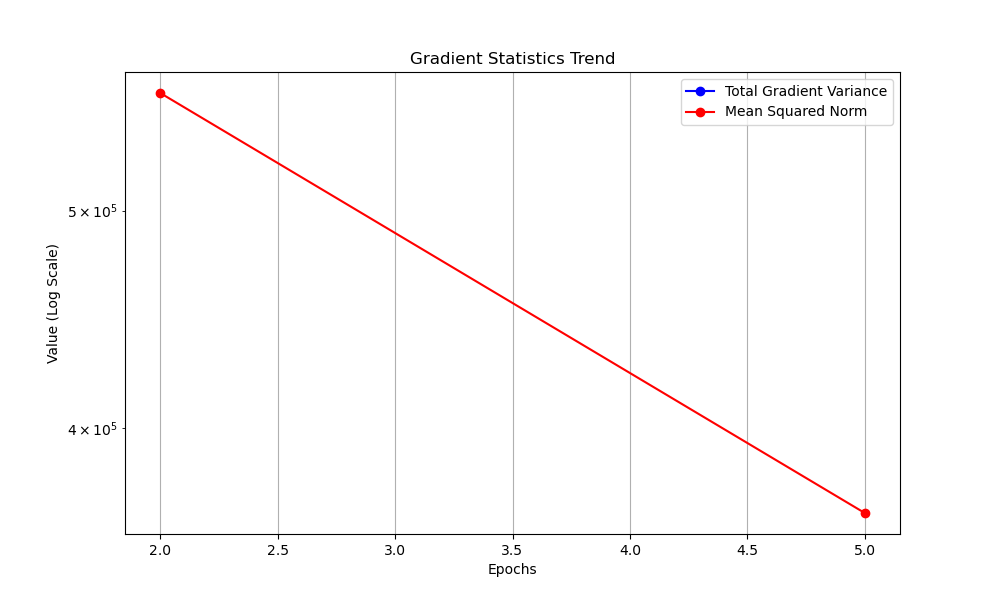 Gradient Statistics Trend
Total Gradient Variance
Mean Squared Norm
Value (Log Scale)
5 × 10⁵
4 × 10⁵
2.0 2.5 3.0 3.5 4.0 4.5 5.0
Epochs